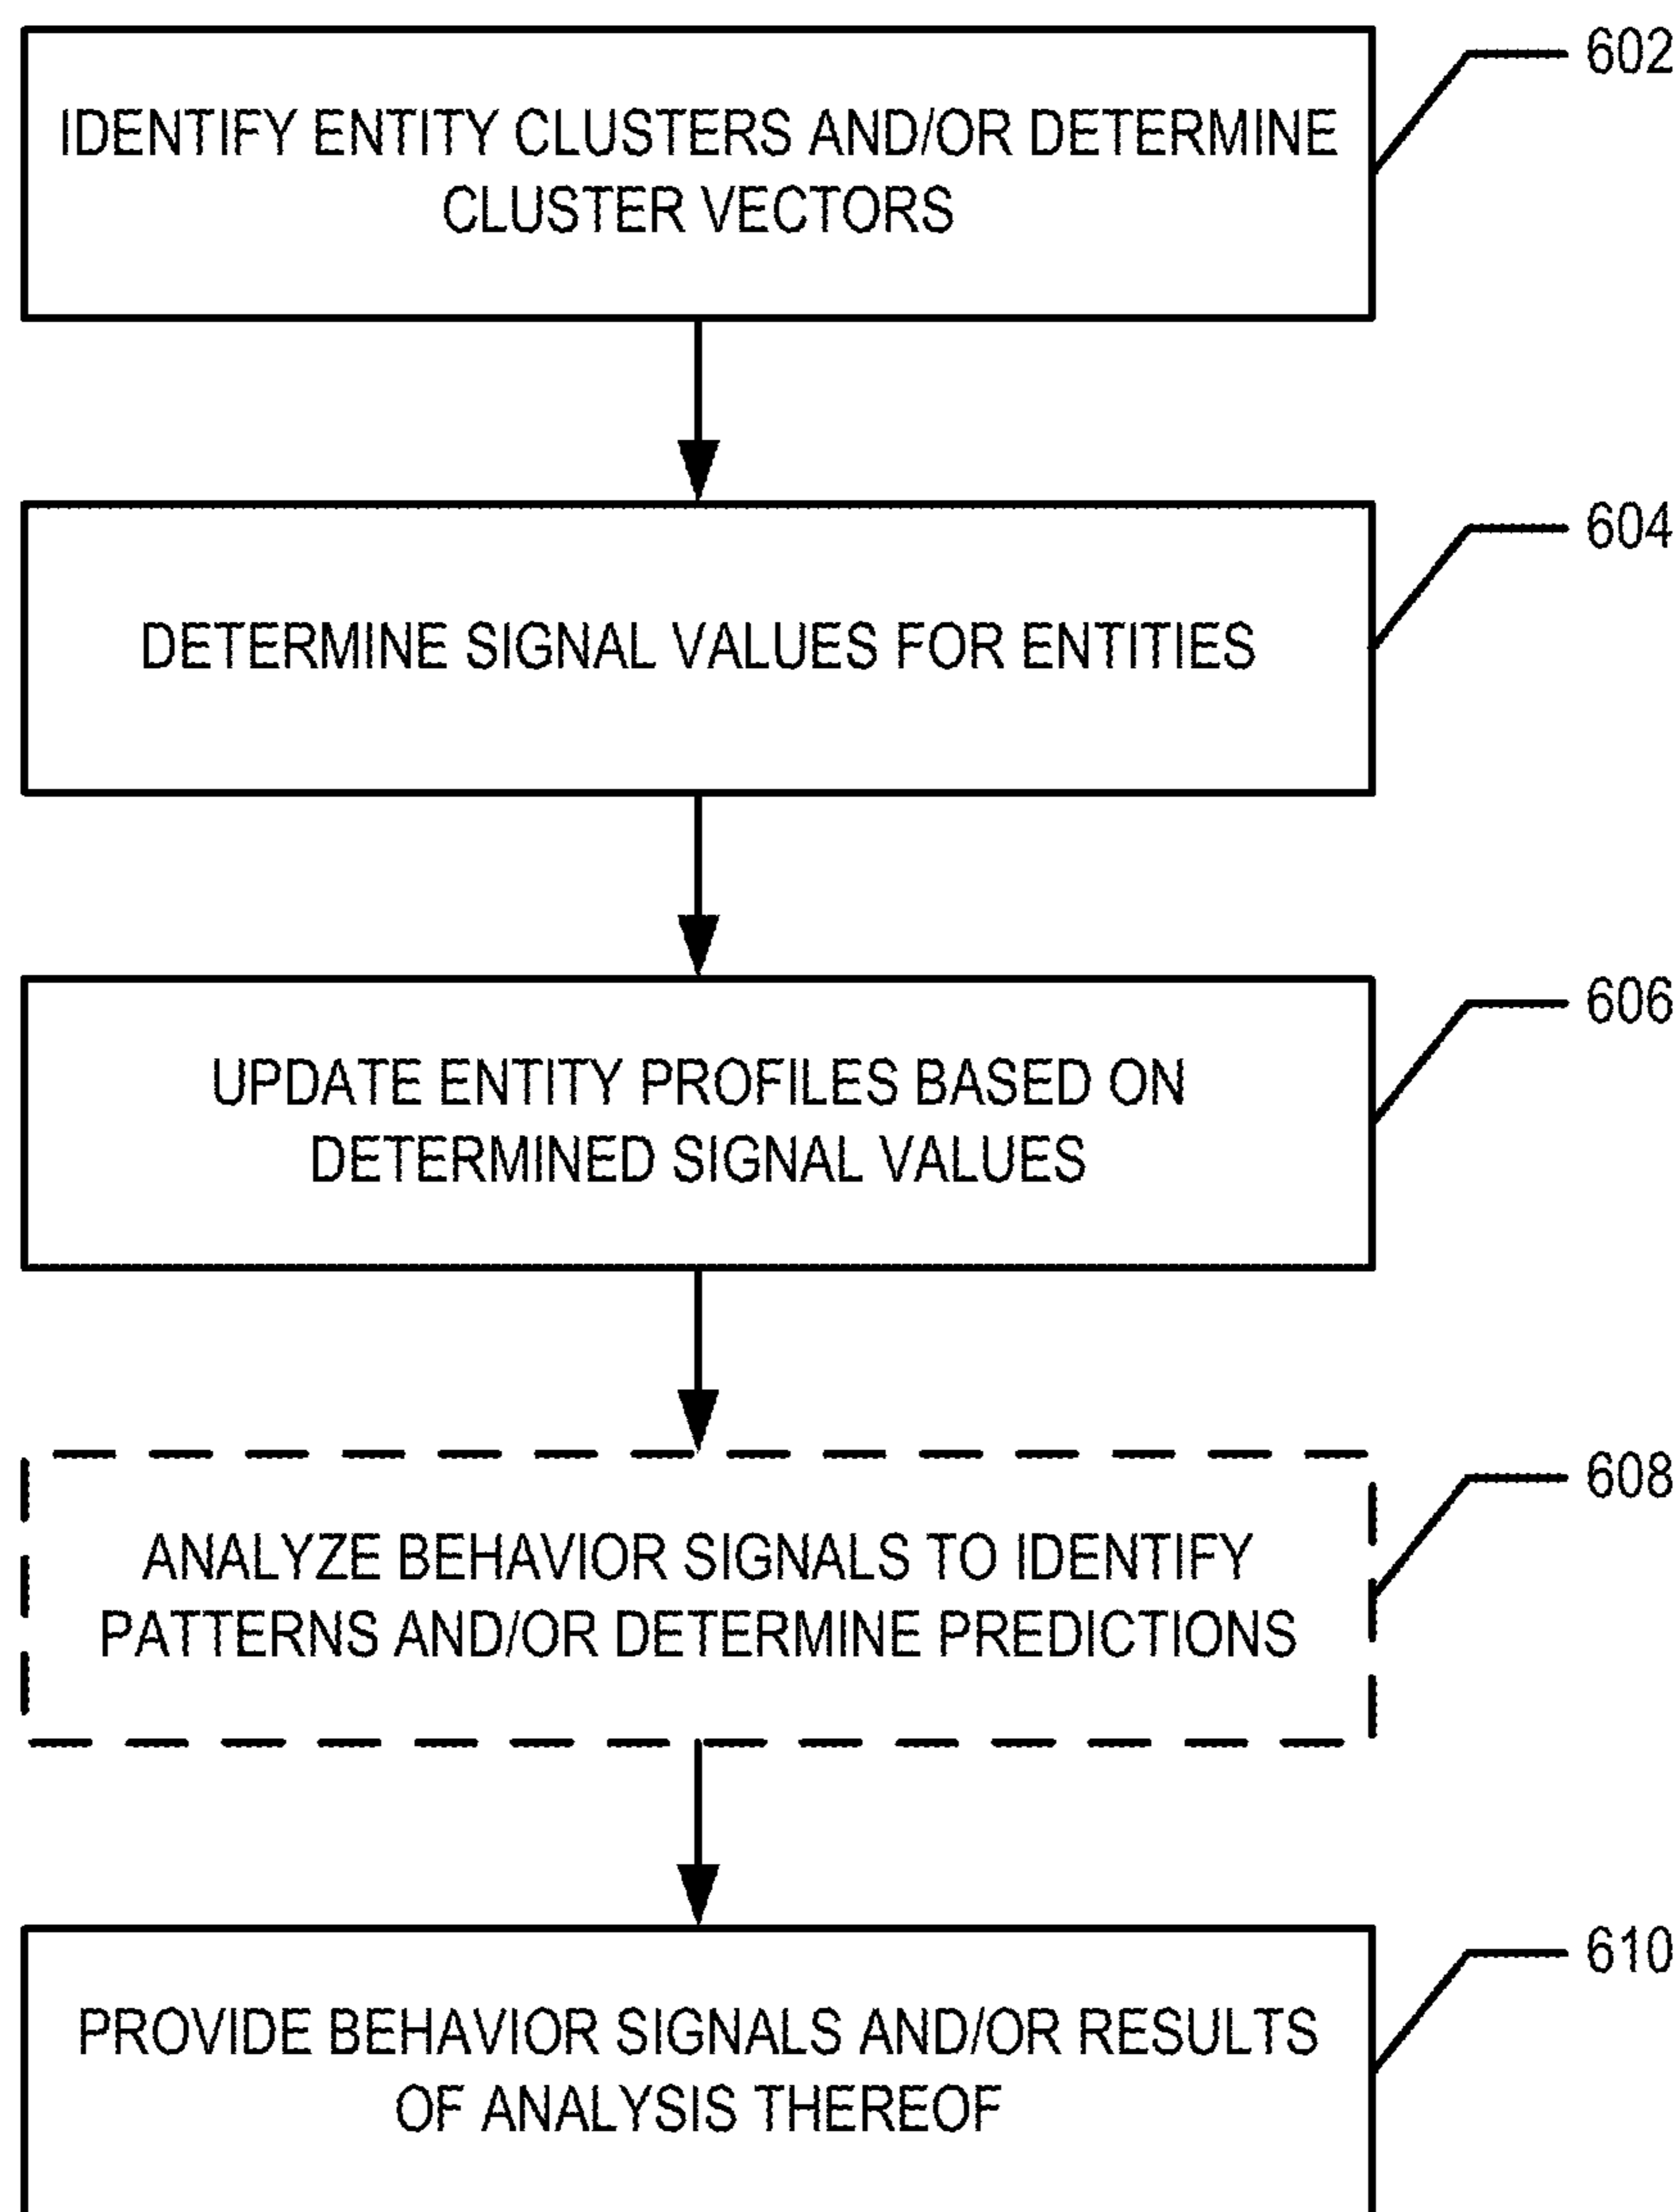 602
IDENTIFY ENTITY CLUSTERS AND/OR DETERMINE
CLUSTER VECTORS
604
DETERMINE SIGNAL VALUES FOR ENTITIES
606
UPDATE ENTITY PROFILES BASED ON
DETERMINED SIGNAL VALUES
608
ANALYZE BEHAVIOR SIGNALS TO IDENTIFY
PATTERNS AND/OR DETERMINE PREDICTIONS
610
PROVIDE BEHAVIOR SIGNALS AND/OR RESULTS
OF ANALYSIS THEREOF